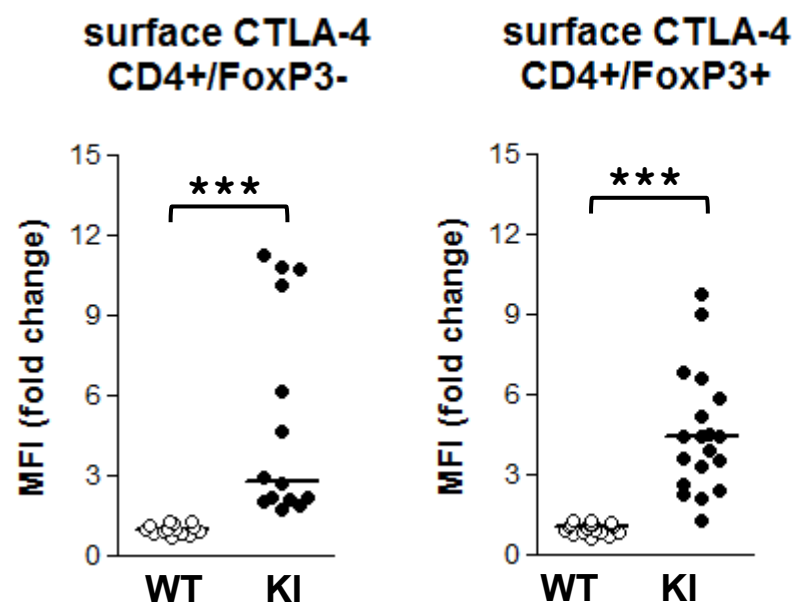 surface CTLA-4
CD4+/FoxP3-
MFI (fold change)
15
12
9
6
3
0
***
WT
KI
surface CTLA-4
CD4+/FoxP3+
MFI (fold change)
15
12
9
6
3
0
***
WT
KI